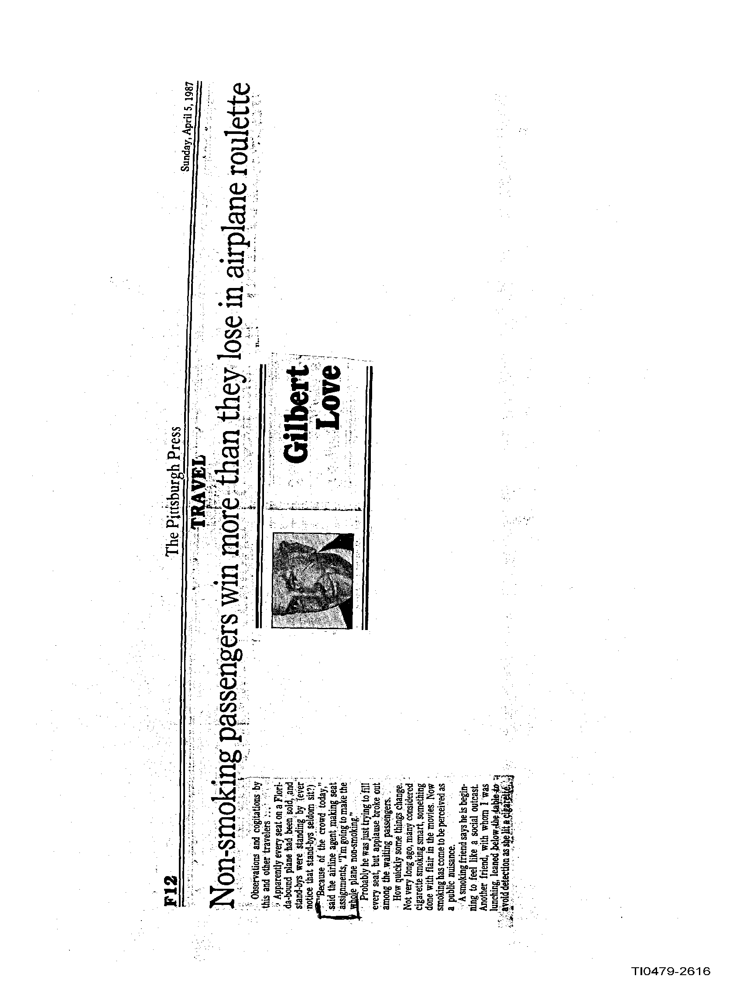 F12
The Pittsburgh Press
Sunday, April 5, 1987
TRAVEL
Non-smoking passengers win more than they lose in airplane roulette
Gilbert
Love
Observations and cogitations by
this and other travelers . . .
Apparently every seat on a Flori-
da-bound plane had been sold, and
stand-bys were standing by (ever
notice that stand-bys seldom sit?)
"Because of the crowd today,"
said the airline agent making seat
assignments, "I'm going to make the
whole plane non-smoking."
Probably he was just trying to fill
every seat, but applause broke out
among the waiting passengers.
How quickly some things change.
Not very long ago, many considered
cigarette smoking smart, something
done with flair in the movies. Now
smoking has come to be perceived as
a public nuisance.
A smoking friend says he is begin-
ning to feel like a social outcast.
Another friend, with whom I was
lunching, leaned below the table to
avoid detection as she lit a cigarette.
TI0479-2616